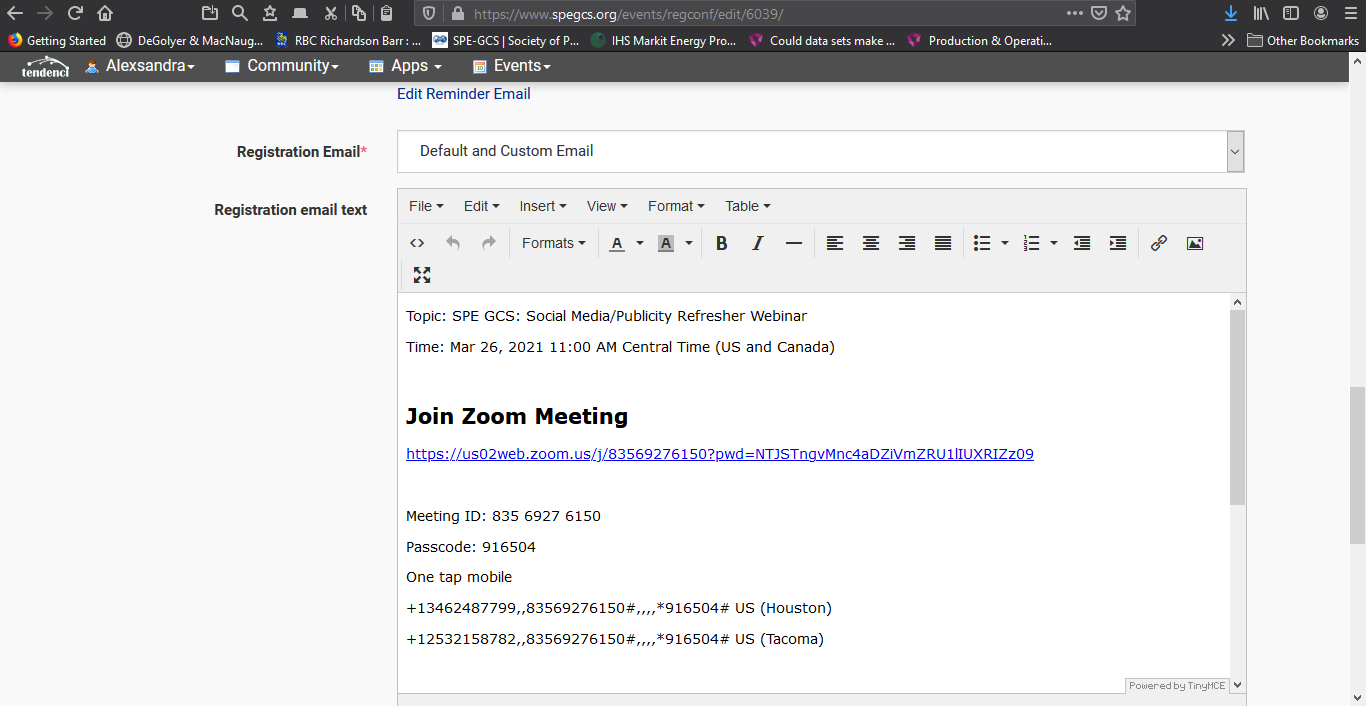 https://www.spegcs.org/events/regconf/edit/6039/
Getting Started
DeGolyer & MacNaug...
RBC Richardson Barr : ...
SPE-GCS | Society of P...
IHS Markit Energy Pro...
Could data sets make ...
Production & Operati...
Other Bookmarks
tendenci
Alexsandra
Community
Apps
Events
Edit Reminder Email
Registration Email*
Default and Custom Email
Registration email text
File
Edit
Insert
View
Format
Table
Formats
A
A
B
I
Topic: SPE GCS: Social Media/Publicity Refresher Webinar
Time: Mar 26, 2021 11:00 AM Central Time (US and Canada)
Join Zoom Meeting
https://us02web.zoom.us/j/83569276150?pwd=NTJSTngvMnc4aDZiVmZRU1lIUXRIZz09
Meeting ID: 835 6927 6150
Passcode: 916504
One tap mobile
+13462487799,,83569276150#,,,,*916504# US (Houston)
+12532158782,,83569276150#,,,,*916504# US (Tacoma)
Powered by TinyMCE